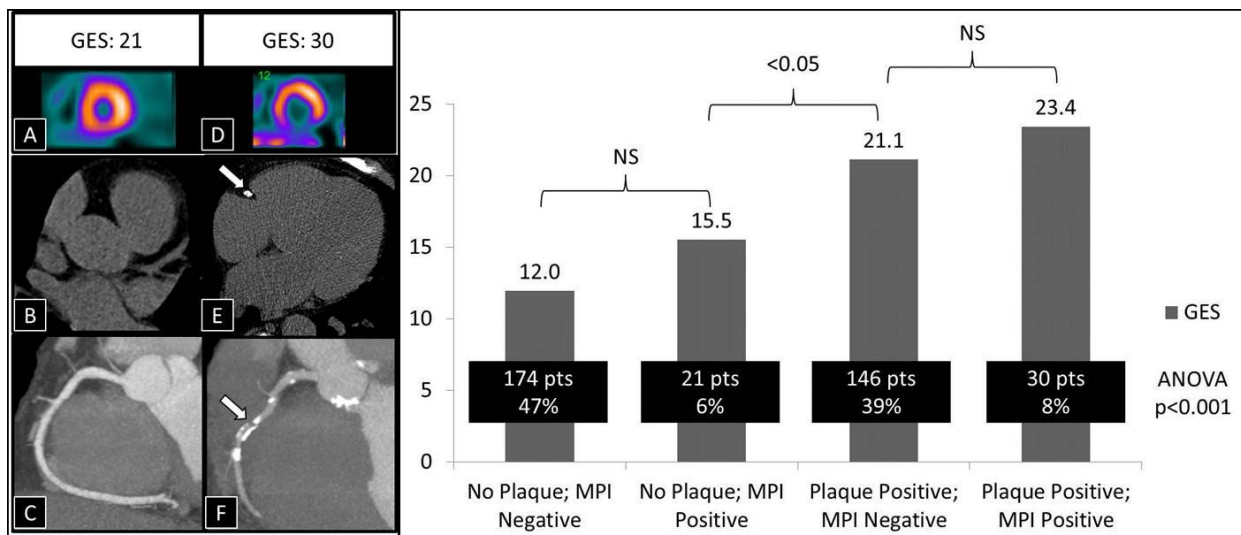 GES: 21
GES: 30
12
A
D
B
E
C
F
NS
<0.05
NS
25
20
15
10
5
0
12.0
15.5
21.1
23.4
174 pts
47%
21 pts
6%
146 pts
39%
30 pts
8%
GES
ANOVA
p<0.001
No Plaque; MPI
Negative
No Plaque; MPI
Positive
Plaque Positive;
MPI Negative
Plaque Positive;
MPI Positive